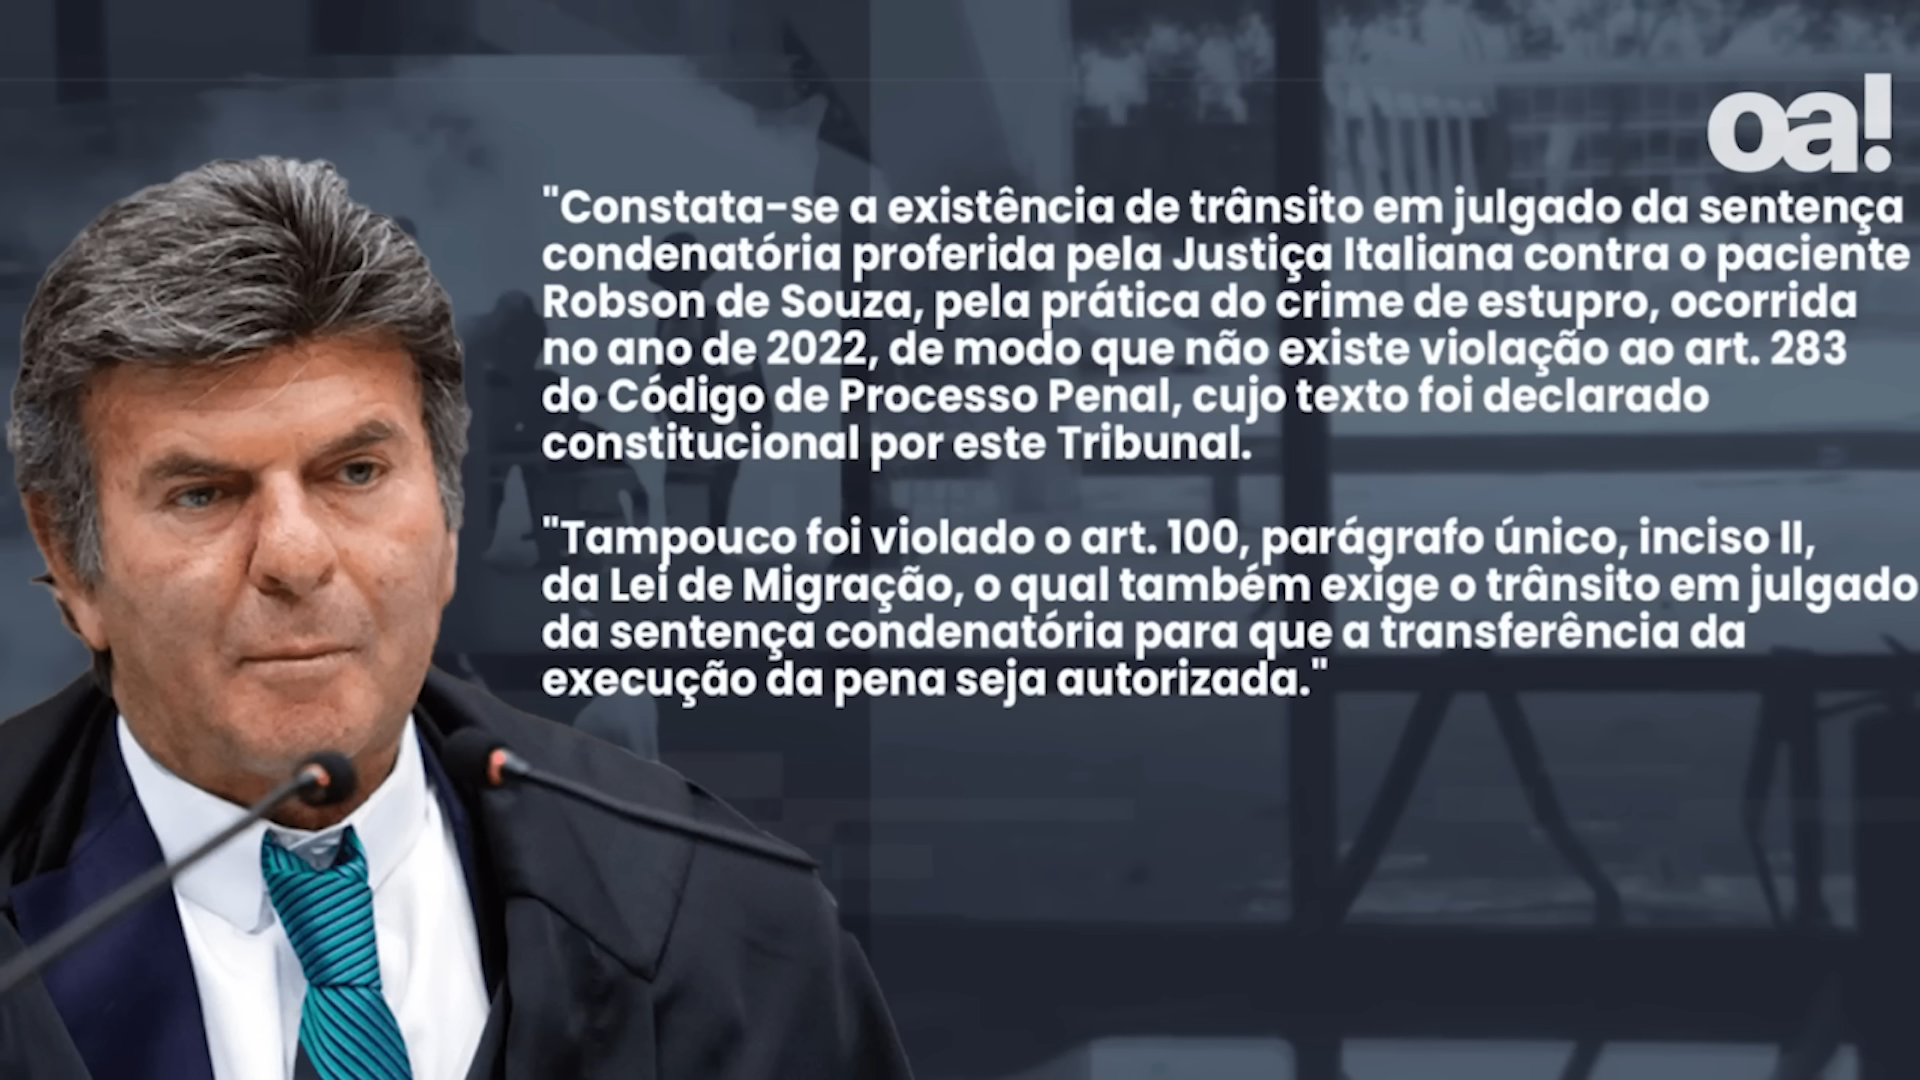 oa!
"Constata-se a existência de trânsito em julgado da sentença
condenatória proferida pela Justiça Italiana contra o paciente
Robson de Souza, pela prática do crime de estupro, ocorrida
no ano de 2022, de modo que não existe violação ao art. 283
do Código de Processo Penal, cujo texto foi declarado
constitucional por este Tribunal.
"Tampouco foi violado o art. 100, parágrafo único, inciso II,
da Lei de Migração, o qual também exige o trânsito em julgado
da sentença condenatória para que a transferência da
execução da pena seja autorizada."